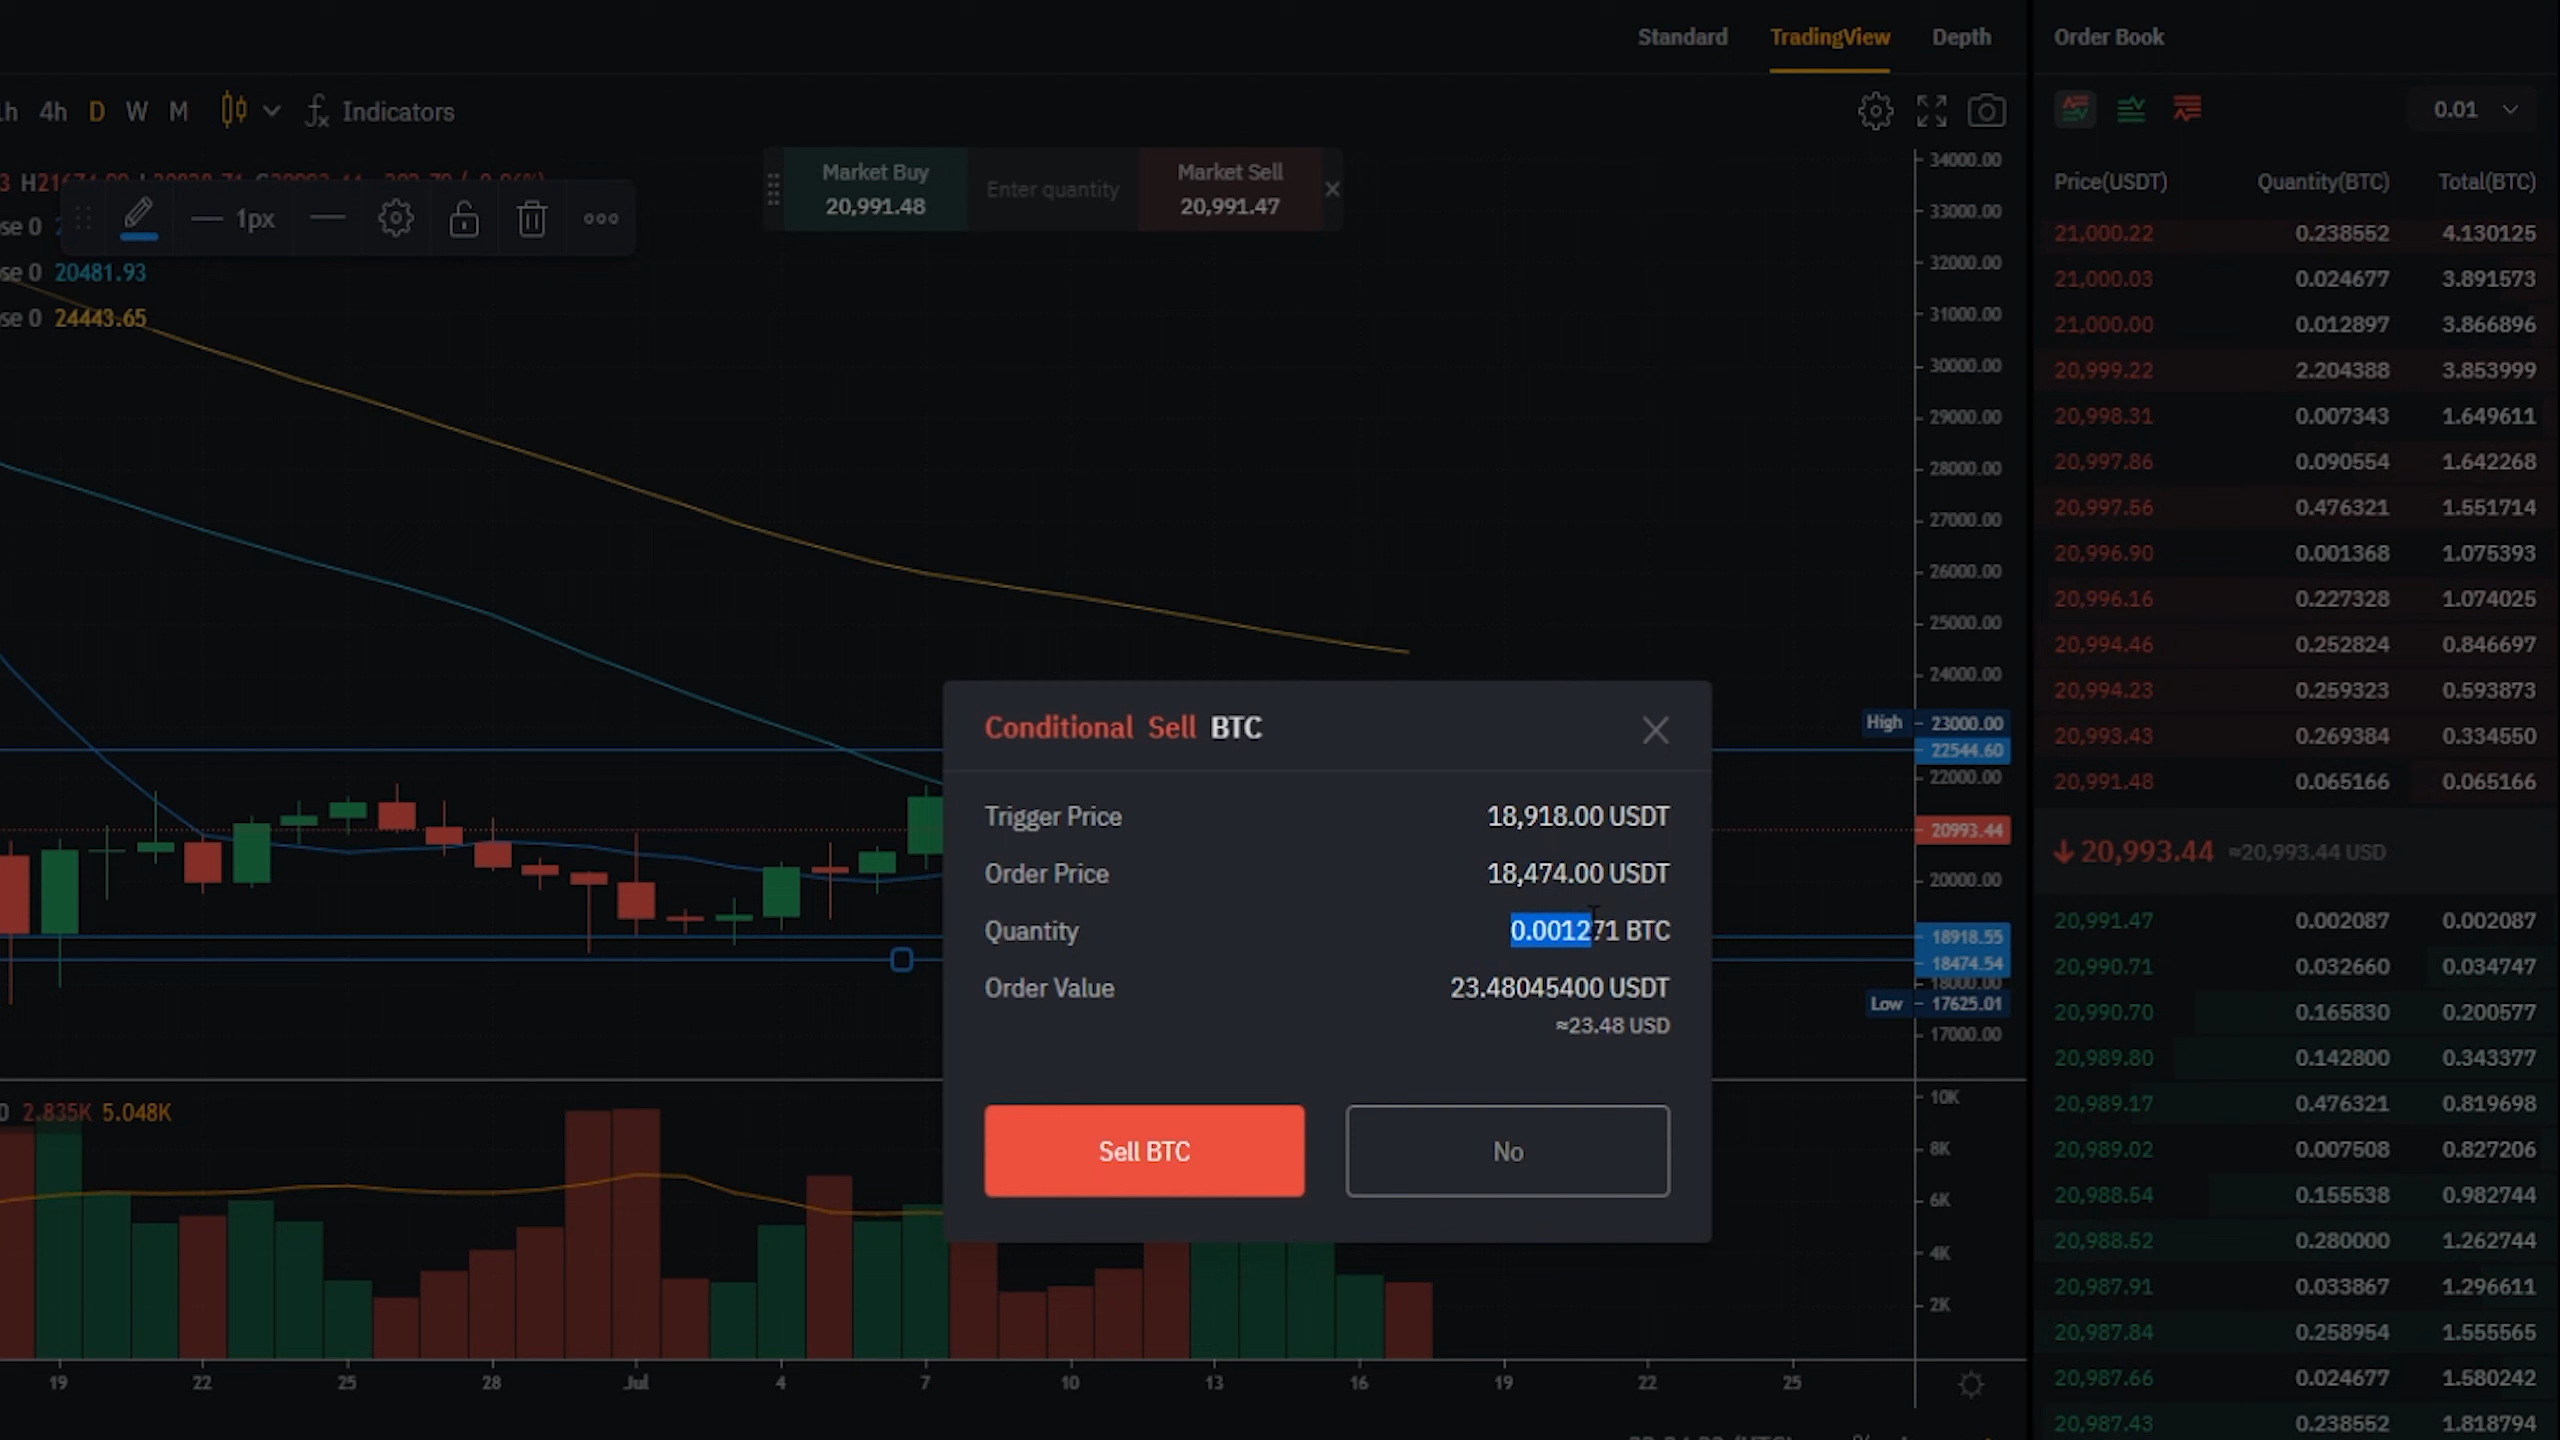 Standard TradingView Depth
Order Book
1h 4h D W M Indicators
0.01
Market Buy
20,991.48
Enter quantity
Market Sell
20,991.47
1px
20481.93
24443.65
34000.00
33000.00
32000.00
31000.00
30000.00
29000.00
28000.00
27000.00
26000.00
25000.00
24000.00
High 23000.00
22544.60
22000.00
20993.44
20000.00
18918.55
18474.54
18000.00
Low 17625.01
17000.00
Conditional Sell BTC
Trigger Price 18,918.00 USDT
Order Price 18,474.00 USDT
Quantity 0.001271 BTC
Order Value 23.48045400 USDT
≈23.48 USD
Sell BTC No
2.835K 5.048K
10K
8K
6K
4K
2K
19 22 25 28 Jul 4 7 10 13 16 19 22 25
Price(USDT) Quantity(BTC) Total(BTC)
21,000.22 0.238552 4.130125
21,000.03 0.024677 3.891573
21,000.00 0.012897 3.866896
20,999.22 2.204388 3.853999
20,998.31 0.007343 1.649611
20,997.86 0.090554 1.642268
20,997.56 0.476321 1.551714
20,996.90 0.001368 1.075393
20,996.16 0.227328 1.074025
20,994.46 0.252824 0.846697
20,994.23 0.259323 0.593873
20,993.43 0.269384 0.334550
20,991.48 0.065166 0.065166
20,993.44 ≈20,993.44 USD
20,991.47 0.002087 0.002087
20,990.71 0.032660 0.034747
20,990.70 0.165830 0.200577
20,989.80 0.142800 0.343377
20,989.17 0.476321 0.819698
20,989.02 0.007508 0.827206
20,988.54 0.155538 0.982744
20,988.52 0.280000 1.262744
20,987.91 0.033867 1.296611
20,987.84 0.258954 1.555565
20,987.66 0.024677 1.580242
20,987.43 0.238552 1.818794